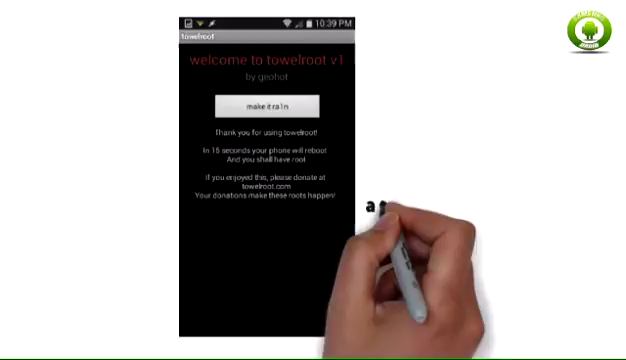 10:39 PM
towelroot
welcome to towelroot v1
by geohot
make it ra1n
Thank you for using towelroot!
In 15 seconds your phone will reboot
And you shall have root
If you enjoyed this, please donate at
towelroot.com
Your donations make these roots happen!
a